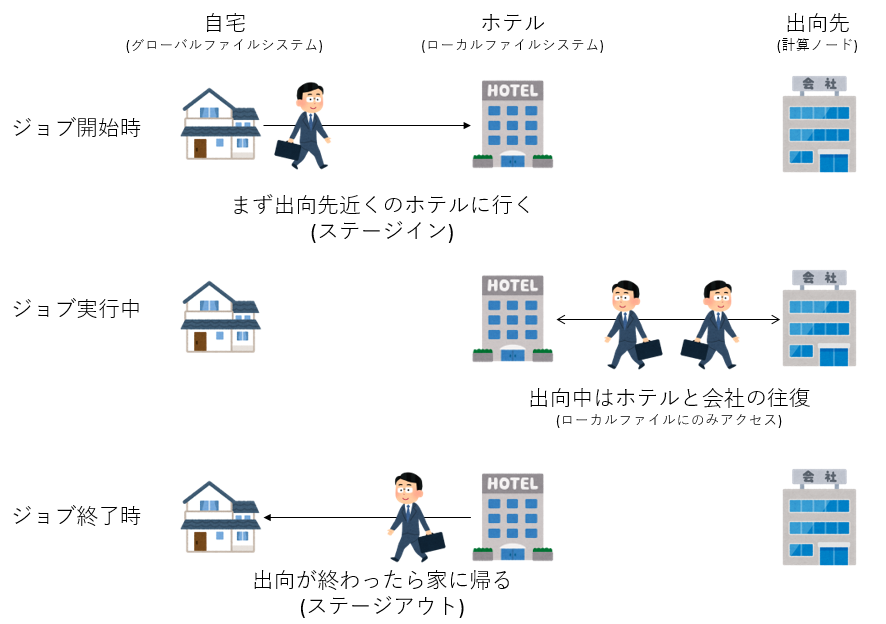 自宅
(グローバルファイルシステム)
ホテル
(ローカルファイルシステム)
出向先
(計算ノード)
ジョブ開始時
HOTEL
会社
まず出向先近くのホテルに行く
(ステージイン)
ジョブ実行中
HOTEL
会社
出向中はホテルと会社の往復
(ローカルファイルにのみアクセス)
ジョブ終了時
HOTEL
会社
出向が終わったら家に帰る
(ステージアウト)